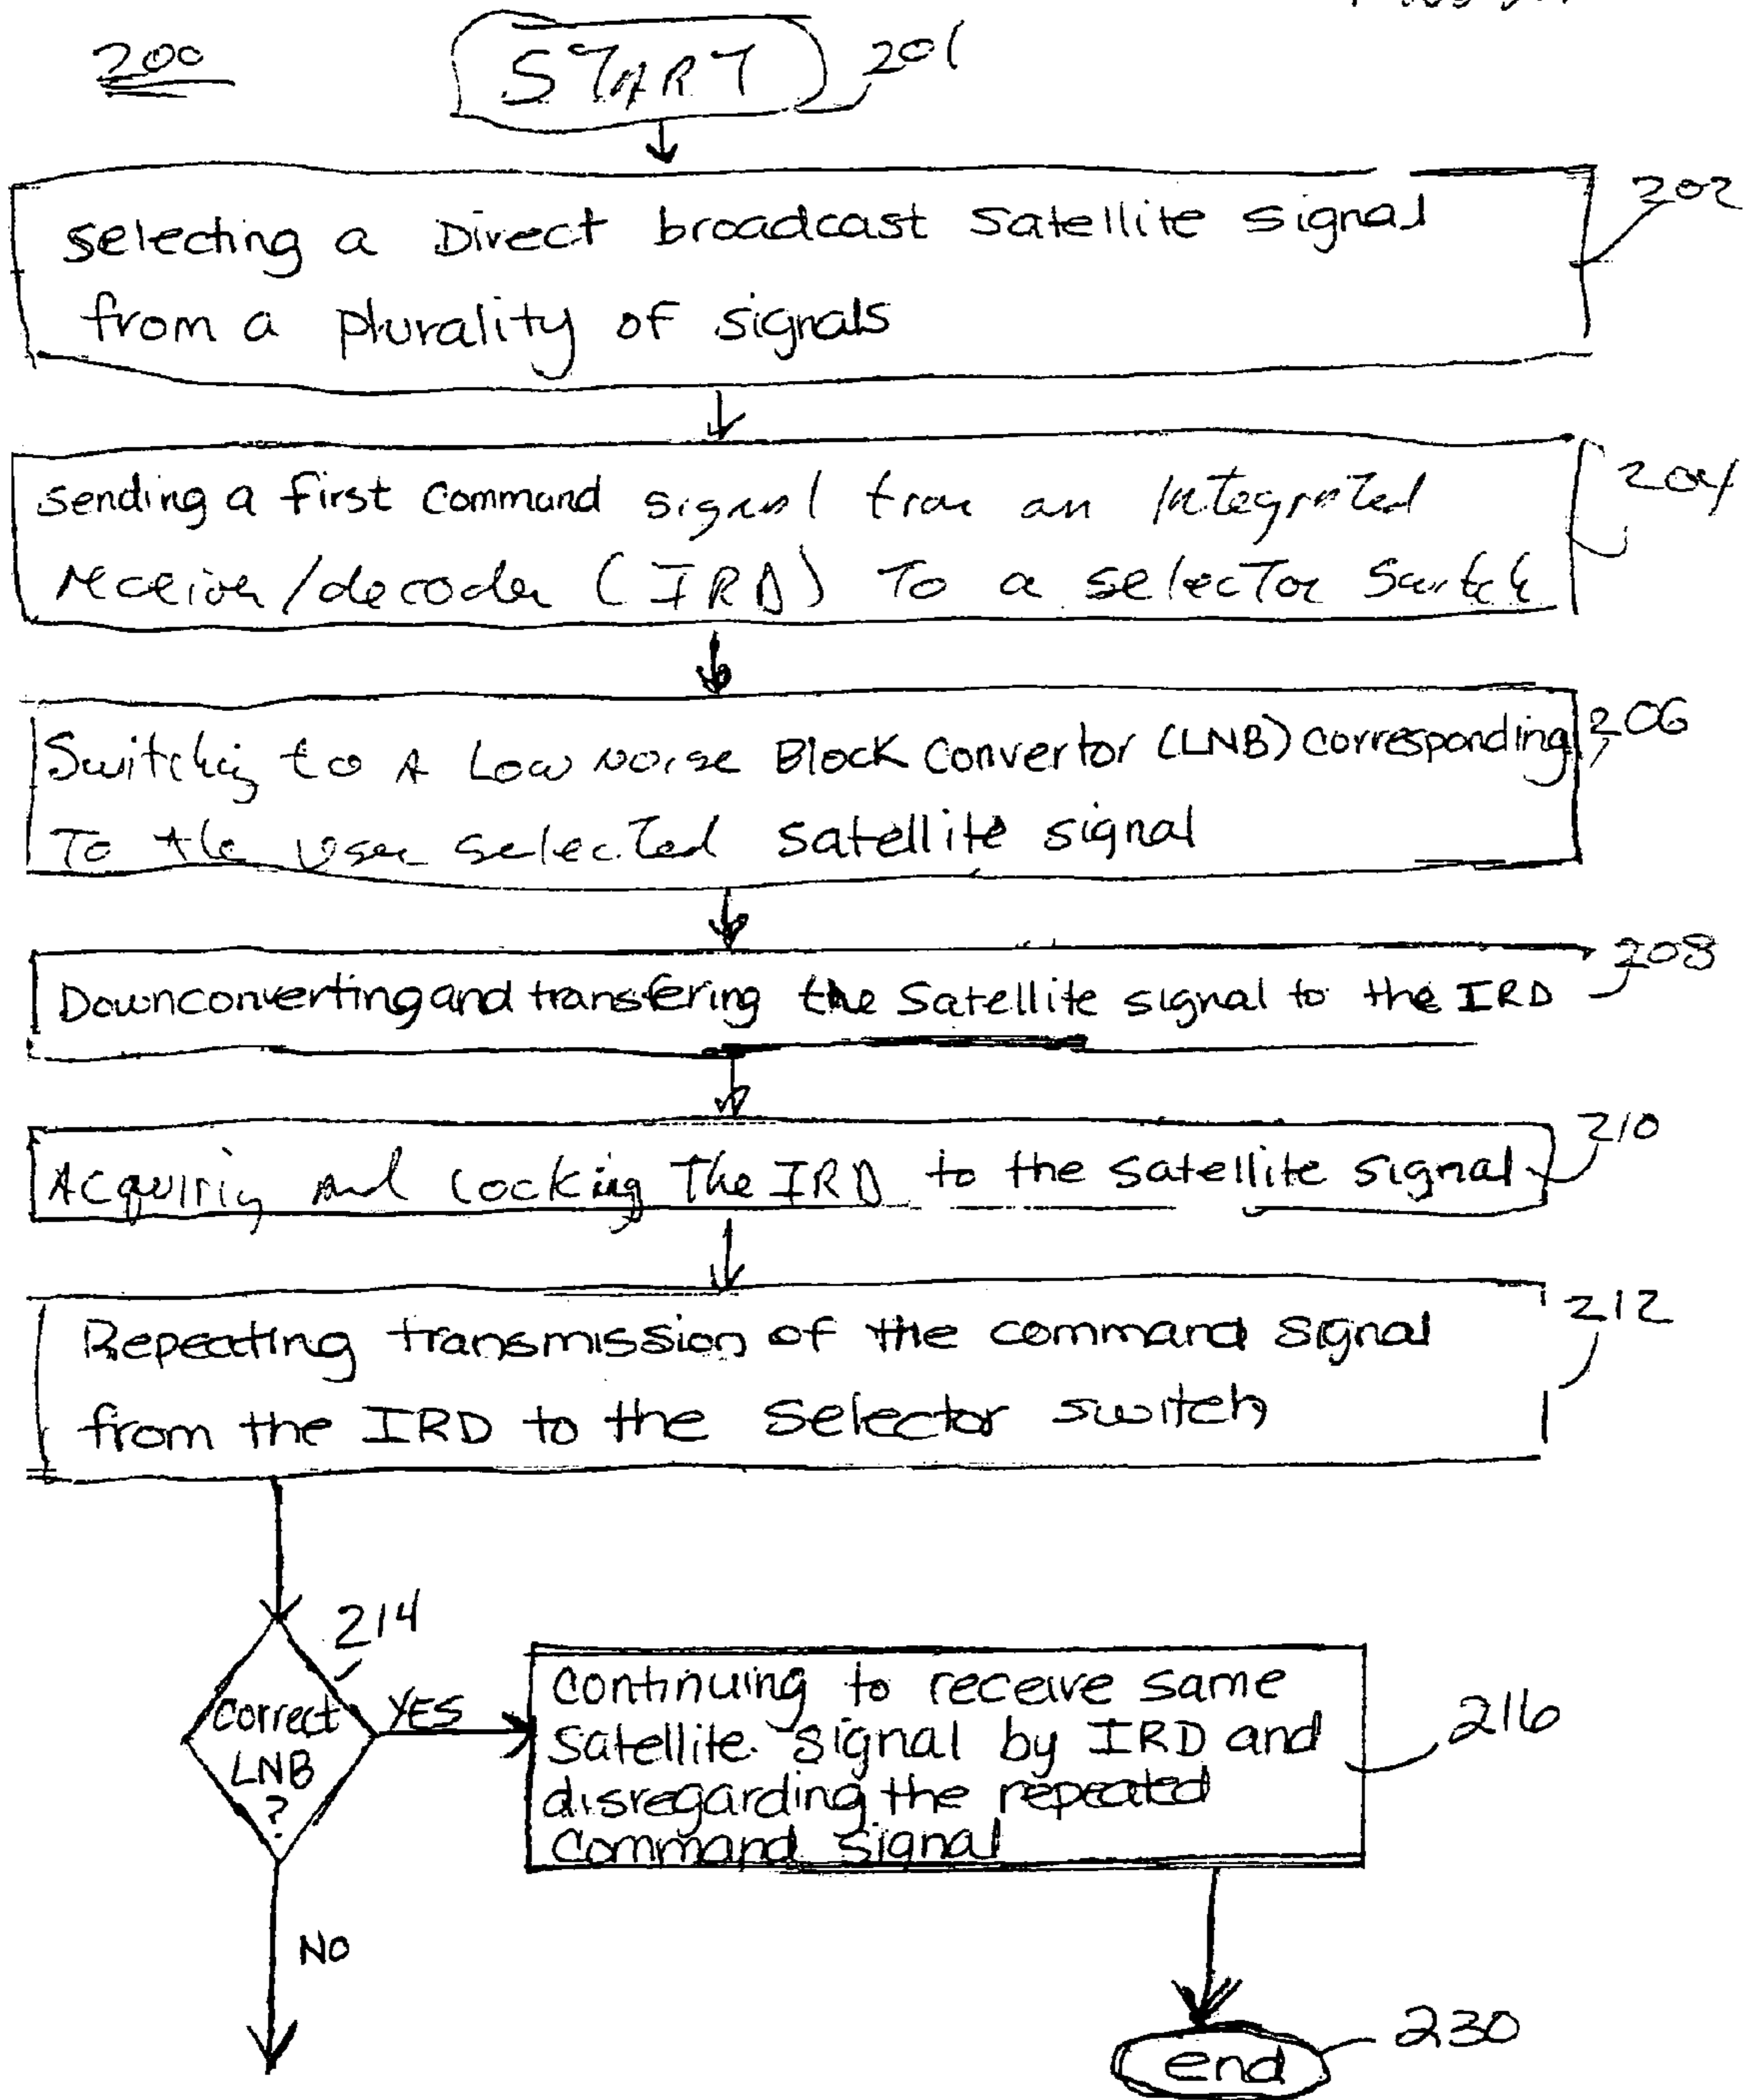 200
START 201
selecting a Direct broadcast satellite signal 202
from a plurality of signals
sending a first command signal from an Integrated 204
receiver/decoder (IRD) To a selector switch
Switching to A Low noise Block Convertor (LNB) corresponding 206
To the user selected satellite signal
Downconverting and transfering the Satellite signal to the IRD 208
Acquiring and locking The IRD to the satellite signal 210
Repeating transmission of the command signal 212
from the IRD to the selector switch
214
correct
LNB
?
YES
NO
continuing to receive same
satellite signal by IRD and
disregarding the repeated
command signal
216
end 230